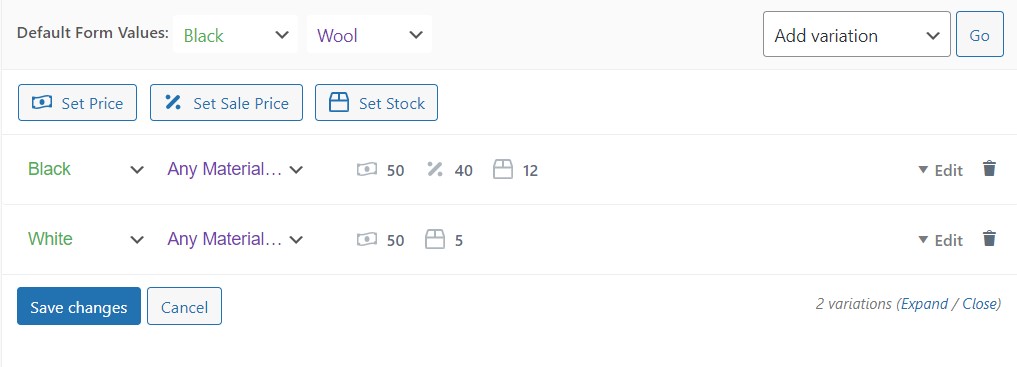 Default Form Values: Black Wool Add variation Go
Set Price Set Sale Price Set Stock
Black Any Material… 50 40 12 Edit
White Any Material… 50 5 Edit
Save changes Cancel 2 variations (Expand / Close)